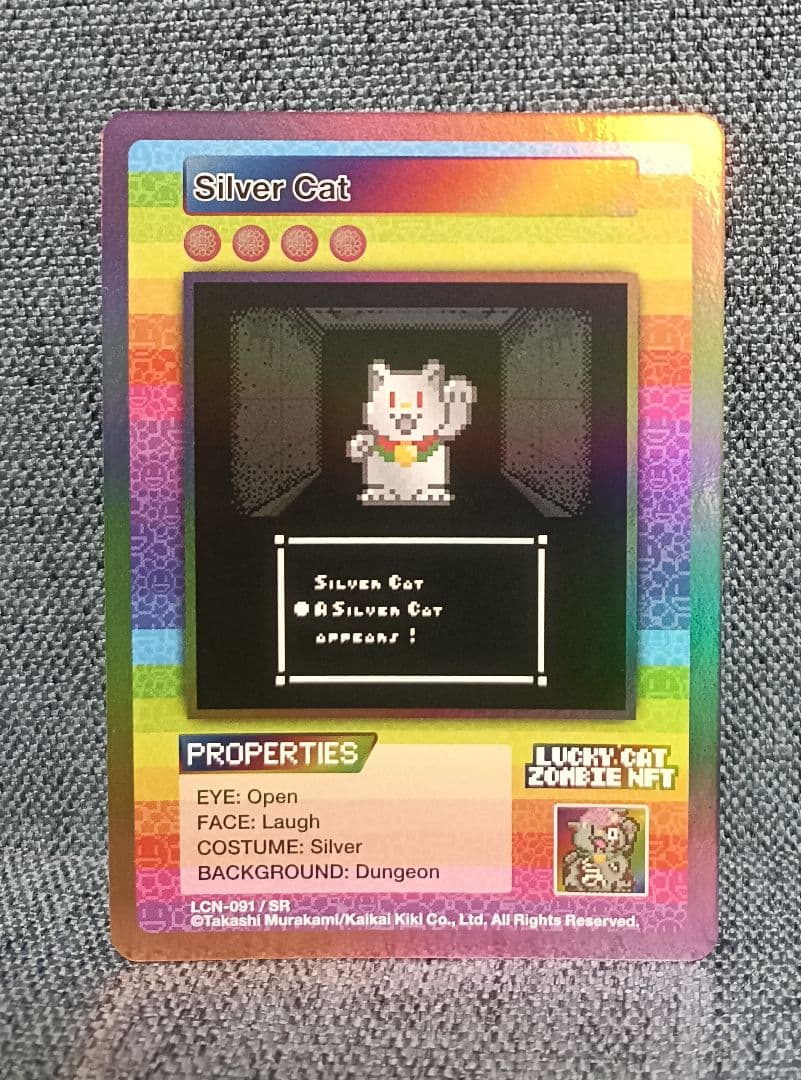 Silver Cat
Silver Cat
A Silver Cat
appears !
PROPERTIES
LUCKY CAT
ZOMBIE NFT
EYE: Open
FACE: Laugh
COSTUME: Silver
BACKGROUND: Dungeon
LCN-091 / SR
©Takashi Murakami/Kaikai Kiki Co., Ltd. All Rights Reserved.